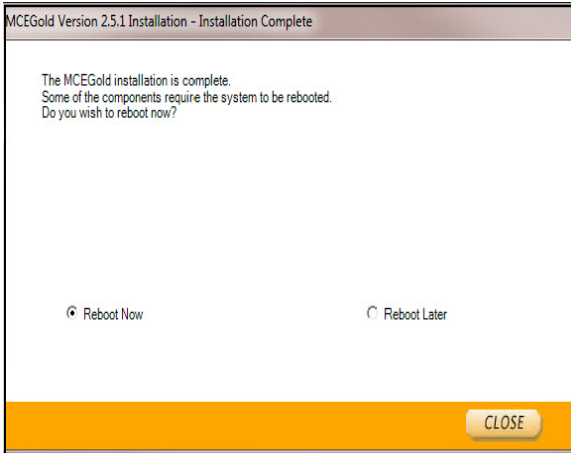 MCEGold Version 2.5.1 Installation - Installation Complete
The MCEGold installation is complete.
Some of the components require the system to be rebooted.
Do you wish to reboot now?
Reboot Now
Reboot Later
CLOSE